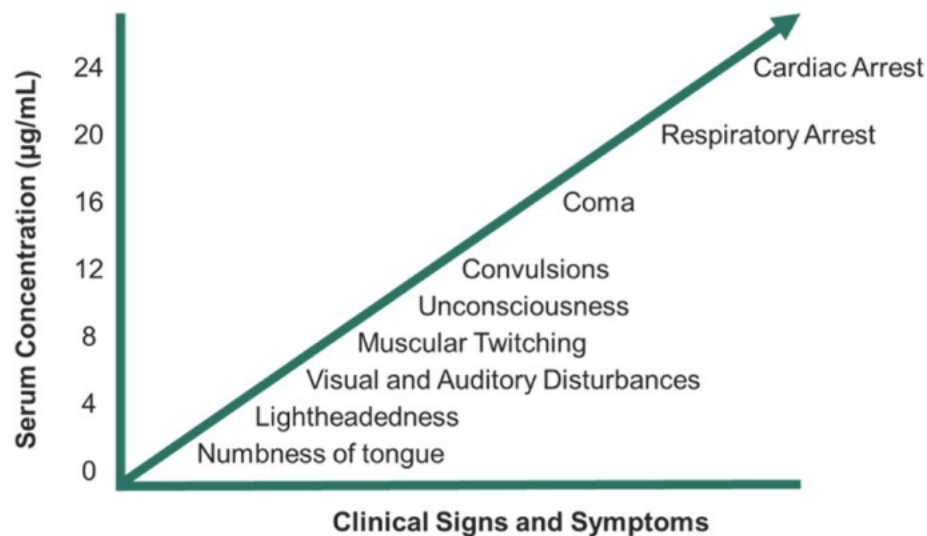 Serum Concentration (µg/mL)
24
Cardiac Arrest
20
Respiratory Arrest
16
Coma
12
Convulsions
Unconsciousness
8
Muscular Twitching
Visual and Auditory Disturbances
4
Lightheadedness
Numbness of tongue
0
Clinical Signs and Symptoms